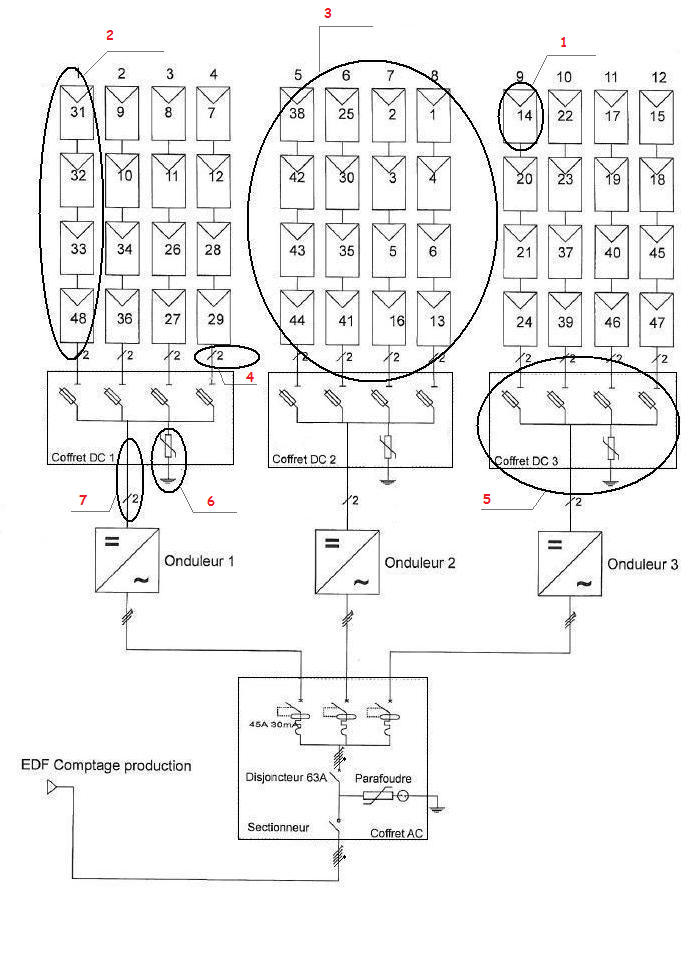 3
2
1
1 2 3 4 5 6 7 8 9 10 11 12
31 9 8 7 38 25 2 1 14 22 17 15
32 10 11 12 42 30 3 4 20 23 19 18
33 34 26 28 43 35 5 6 21 37 40 45
48 36 27 29 44 41 16 13 24 39 46 47
2 2 2 2 2 2 2 2 2 2 2 2
4
Coffret DC 1 Coffret DC 2 Coffret DC 3
7 2 6 2 5 2
Onduleur 1 Onduleur 2 Onduleur 3
45A 30mA
EDF Comptage production
Disjoncteur 63A Parafoudre
Sectionneur
Coffret AC